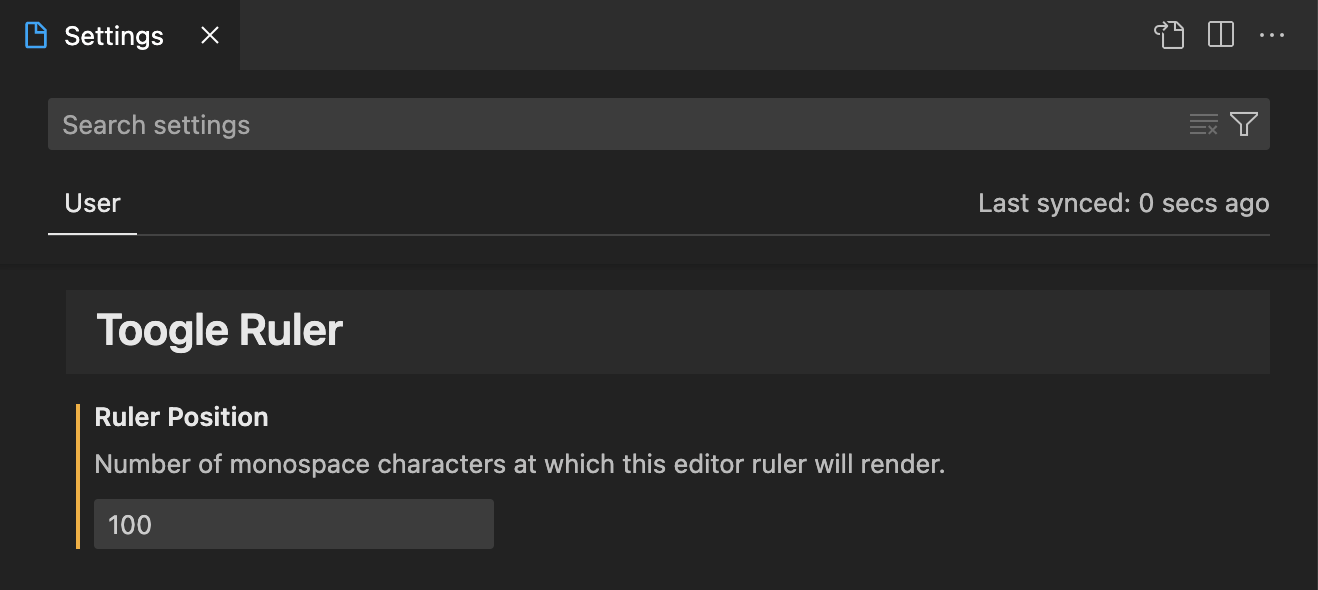 Settings
Search settings
User
Last synced: 0 secs ago
Toogle Ruler
Ruler Position
Number of monospace characters at which this editor ruler will render.
100